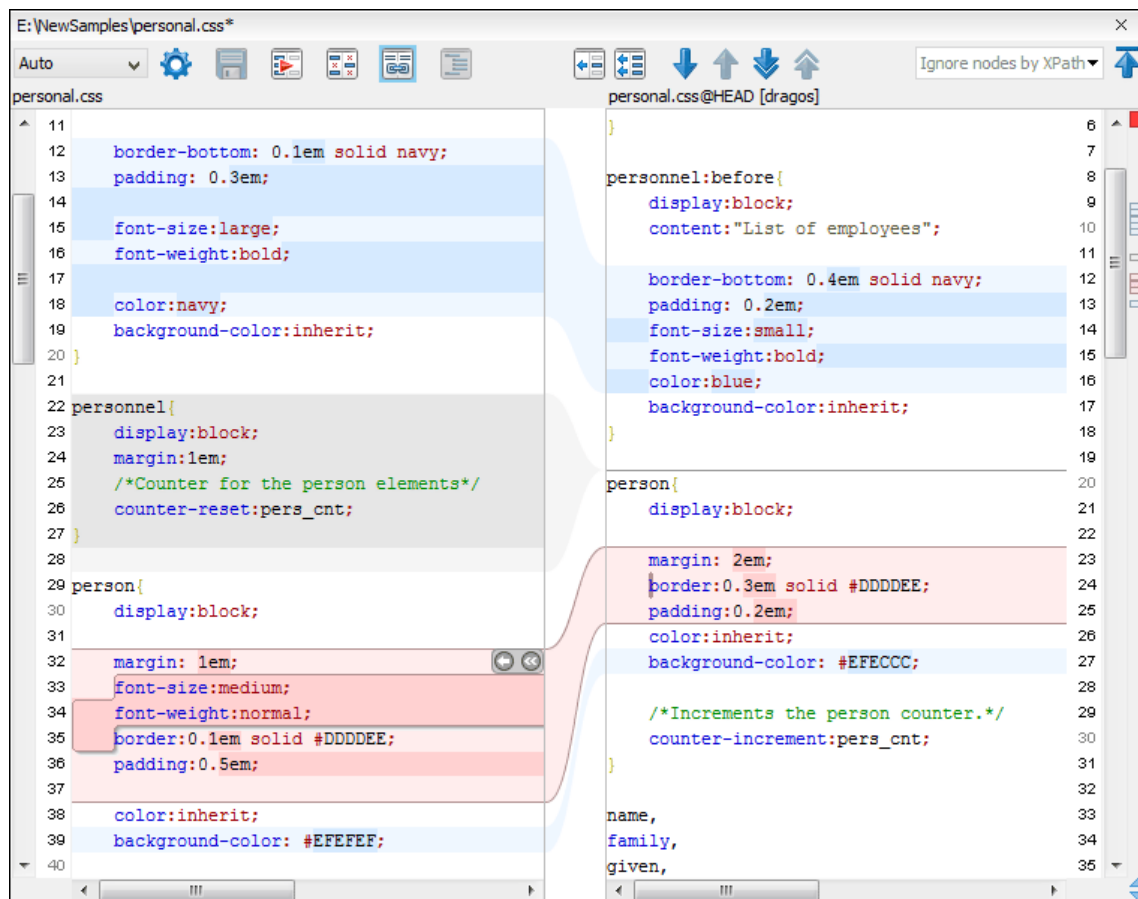 E:\NewSamples\personal.css*
Auto
Ignore nodes by XPath
personal.css
11
12 border-bottom: 0.1em solid navy;
13 padding: 0.3em;
14
15 font-size:large;
16 font-weight:bold;
17
18 color:navy;
19 background-color:inherit;
20 }
21
22 personnel{
23 display:block;
24 margin:1em;
25 /*Counter for the person elements*/
26 counter-reset:pers_cnt;
27 }
28
29 person{
30 display:block;
31
32 margin: 1em;
33 font-size:medium;
34 font-weight:normal;
35 border:0.1em solid #DDDDEE;
36 padding:0.5em;
37
38 color:inherit;
39 background-color: #EFEFEF;
40
personal.css@HEAD [dragos]
} 6
7
personnel:before{ 8
display:block; 9
content:"List of employees"; 10
11
border-bottom: 0.4em solid navy; 12
padding: 0.2em; 13
font-size:small; 14
font-weight:bold; 15
color:blue; 16
background-color:inherit; 17
} 18
19
person{ 20
display:block; 21
22
margin: 2em; 23
border:0.3em solid #DDDDEE; 24
padding:0.2em; 25
color:inherit; 26
background-color: #EFECCC; 27
28
/*Increments the person counter.*/ 29
counter-increment:pers_cnt; 30
} 31
32
name, 33
family, 34
given, 35